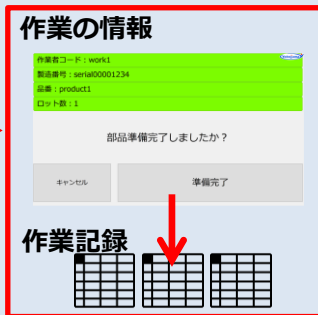 作業の情報
作業者コード：work1
製造番号：serial00001234
品番：product1
ロット数：1
部品準備完了しましたか？
キャンセル
準備完了
作業記録